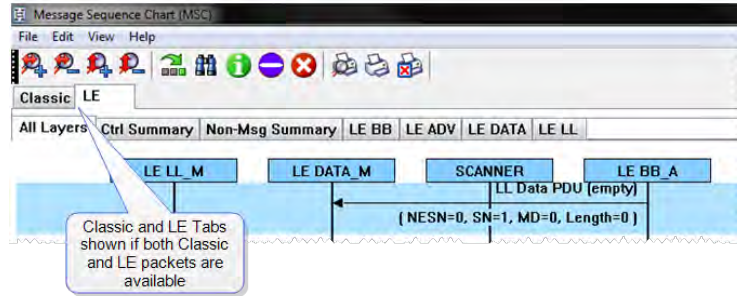 Message Sequence Chart (MSC)
File Edit View Help
Classic LE
All Layers Ctrl Summary Non-Msg Summary LE BB LE ADV LE DATA LE LL
LE LL_M LE DATA_M SCANNER LE BB_A
LL Data PDU (empty)
( NESN=0, SN=1, MD=0, Length=0 )
Classic and LE Tabs
shown if both Classic
and LE packets are
available